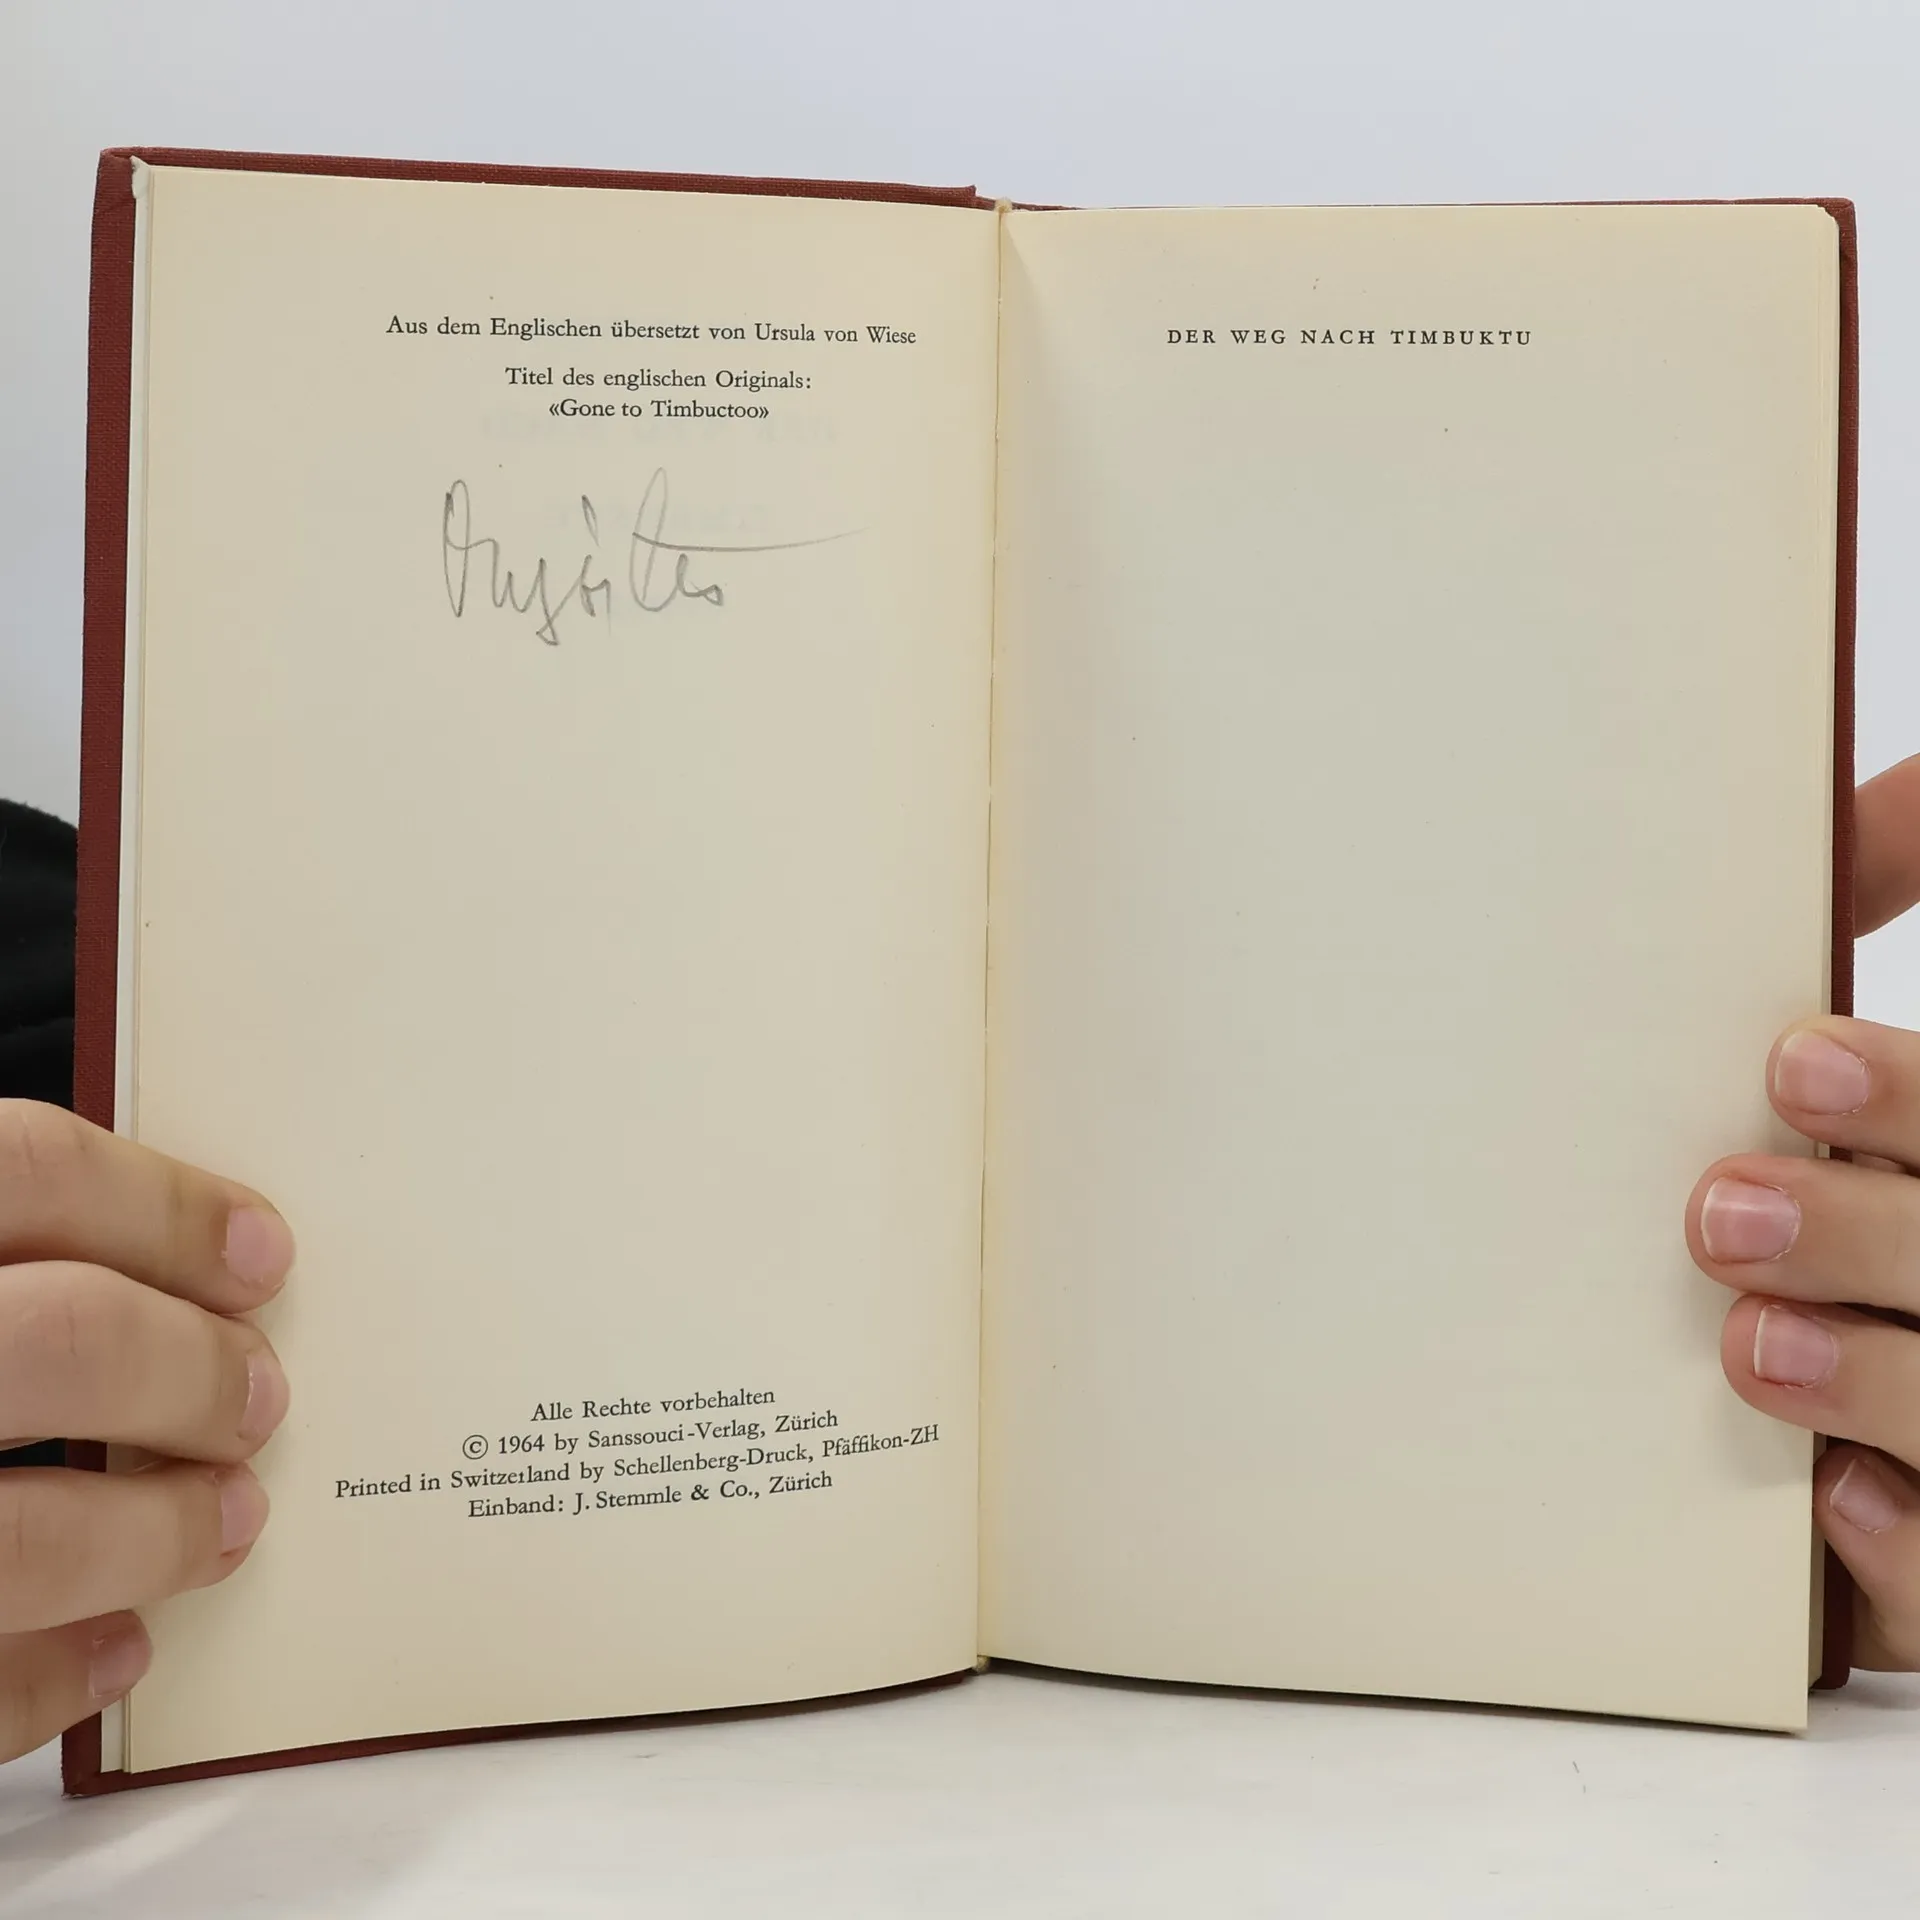 Aus dem Englischen übersetzt von Ursula von Wiese
Titel des englischen Originals:
«Gone to Timbuctoo»
Alle Rechte vorbehalten
© 1964 by Sanssouci-Verlag, Zürich
Printed in Switzerland by Schellenberg-Druck, Pfäffikon-ZH
Einband: J. Stemmle & Co., Zürich
DER WEG NACH TIMBUKTU